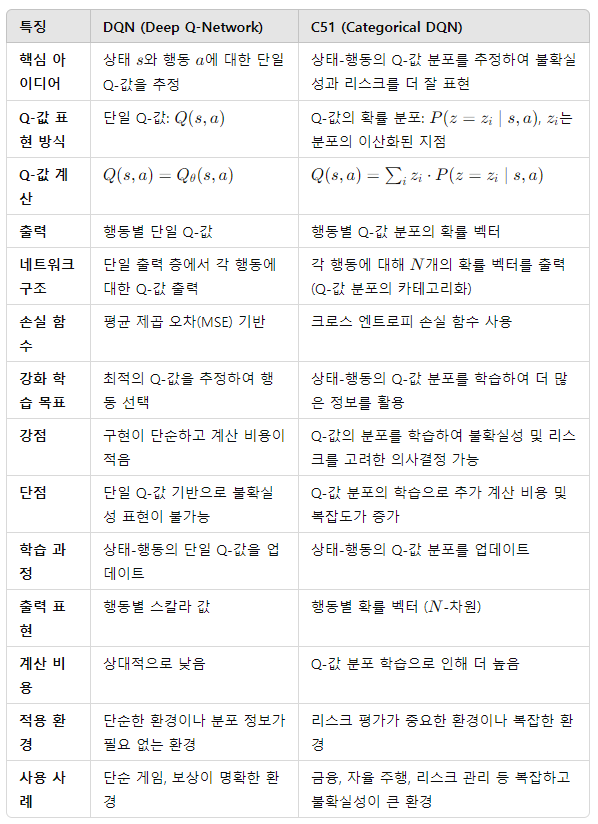 특징 DQN (Deep Q-Network) C51 (Categorical DQN)
핵심 아 상태 s와 행동 a에 대한 단일 상태-행동의 Q-값 분포를 추정하여 불확실
이디어 Q-값을 추정 성과 리스크를 더 잘 표현
Q-값 표 단일 Q-값: Q(s, a) Q-값의 확률 분포: P(z = z_i | s, a), z_i는
현 방식 분포의 이산화된 지점
Q-값 계 Q(s, a) = Q_θ(s, a) Q(s, a) = ∑_i z_i · P(z = z_i | s, a)
산
출력 행동별 단일 Q-값 행동별 Q-값 분포의 확률 벡터
네트워크 단일 출력 층에서 각 행동에 각 행동에 대해 N개의 확률 벡터를 출력
구조 대한 Q-값 출력 (Q-값 분포의 카테고리화)
손실 함 평균 제곱 오차(MSE) 기반 크로스 엔트로피 손실 함수 사용
수
강화 학 최적의 Q-값을 추정하여 행 상태-행동의 Q-값 분포를 학습하여 더 많
습 목표 동 선택 은 정보를 활용
강점 구현이 단순하고 계산 비용이 Q-값의 분포를 학습하여 불확실성 및 리스
적음 크를 고려한 의사결정 가능
단점 단일 Q-값 기반으로 불확실 Q-값 분포의 학습으로 추가 계산 비용 및
성 표현이 불가능 복잡도가 증가
학습 과 상태-행동의 단일 Q-값을 업 상태-행동의 Q-값 분포를 업데이트
정 데이트
출력 표 행동별 스칼라 값 행동별 확률 벡터 (N-차원)
현
계산 비 상대적으로 낮음 Q-값 분포 학습으로 인해 더 높음
용
적용 환 단순한 환경이나 분포 정보가 리스크 평가가 중요한 환경이나 복잡한 환
경 필요 없는 환경 경
사용 사 단순 게임, 보상이 명확한 환 금융, 자율 주행, 리스크 관리 등 복잡하고
례 경 불확실성이 큰 환경